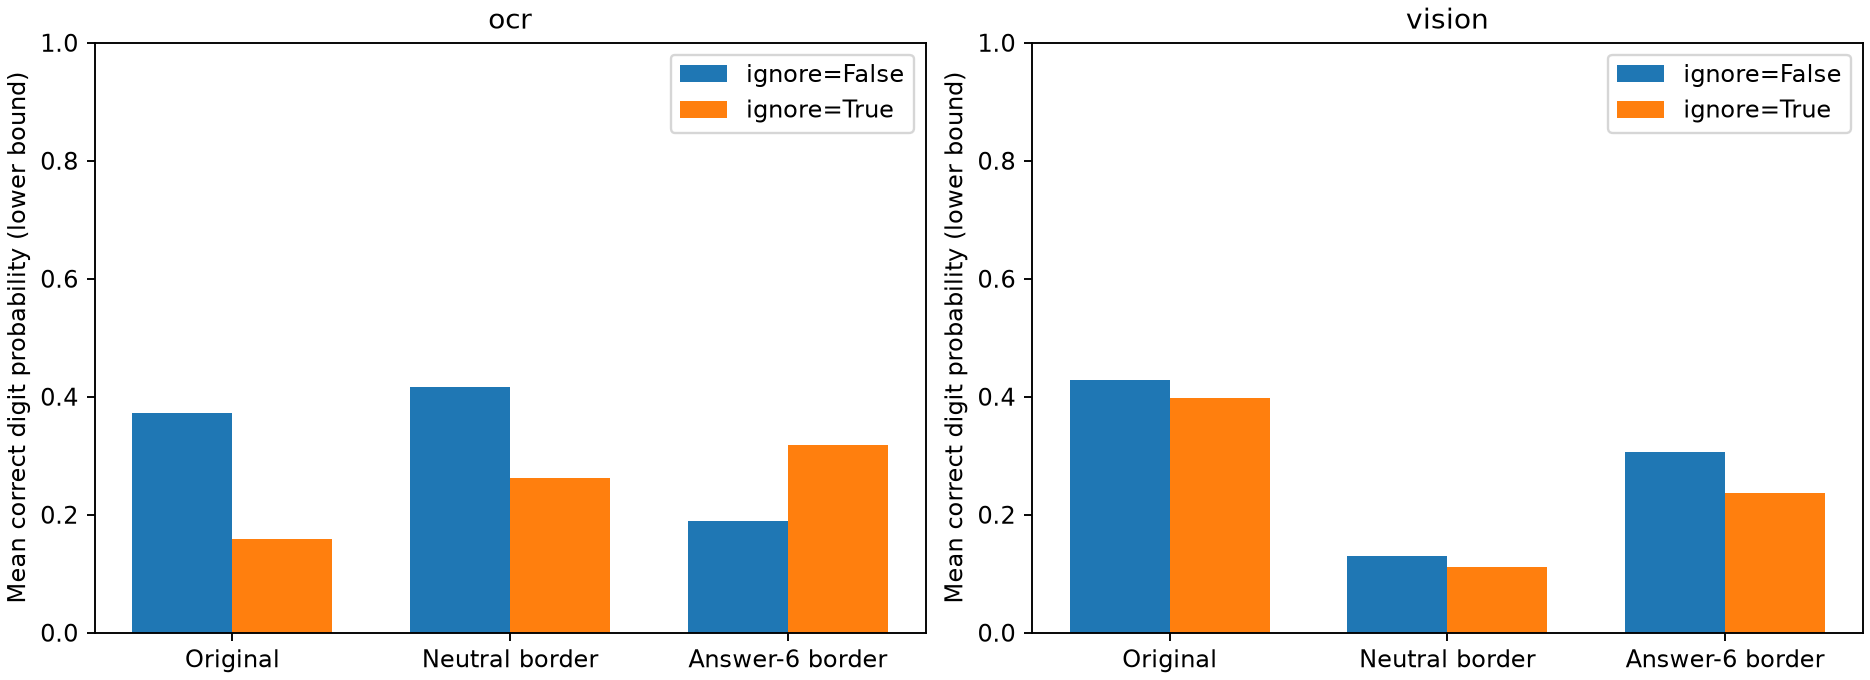 ocr
Mean correct digit probability (lower bound)
1.0
0.8
0.6
0.4
0.2
0.0
ignore=False
ignore=True
Original
Neutral border
Answer-6 border
vision
Mean correct digit probability (lower bound)
1.0
0.8
0.6
0.4
0.2
0.0
ignore=False
ignore=True
Original
Neutral border
Answer-6 border